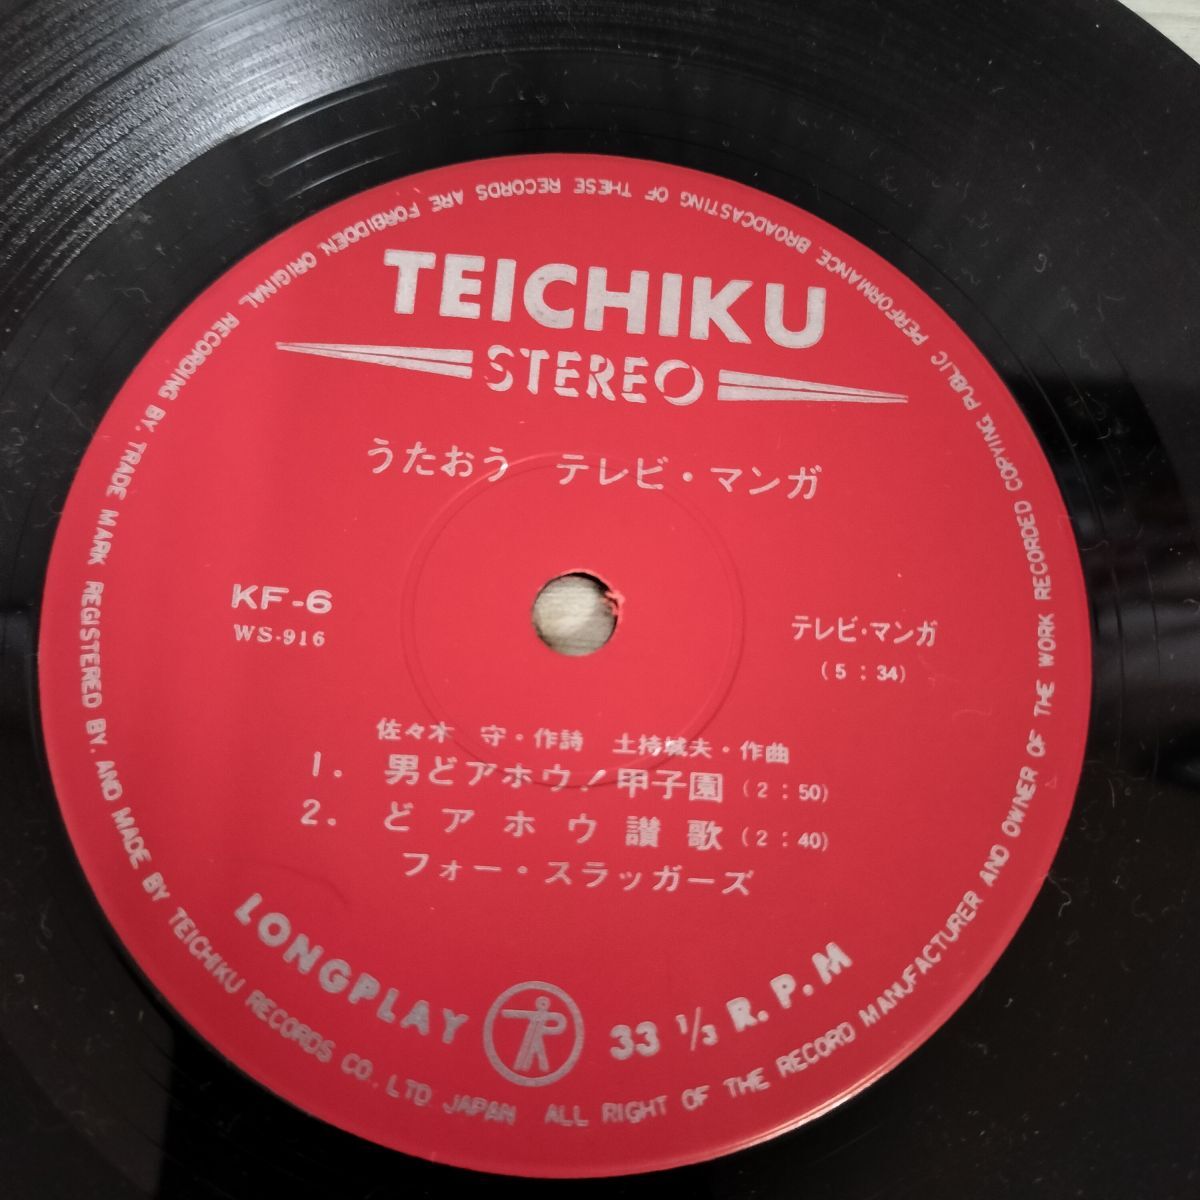 TEICHIKU
STEREO
うたおう テレビ・マンガ
KF-6
WS-916
テレビ・マンガ
(5:34)
佐々木 守・作詩 土持城夫・作曲
1. 男どアホウ!甲子園 (2:50)
2. どアホウ讃歌 (2:40)
フォー・スラッガーズ
LONGPLAY 33 1/3 R.P.M
TRADE MARK REGISTERED BY. AND MADE BY TEICHIKU RECORDS CO. LTD JAPAN ALL RIGHT OF THE RECORD MANUFACTURER AND OWNER OF THE WORK RECORDED COPYING PUBLIC PERFORMANCE BROADCASTING OF THESE RECORDS ARE FORBIDDEN ORIGINAL RECORDING BY.